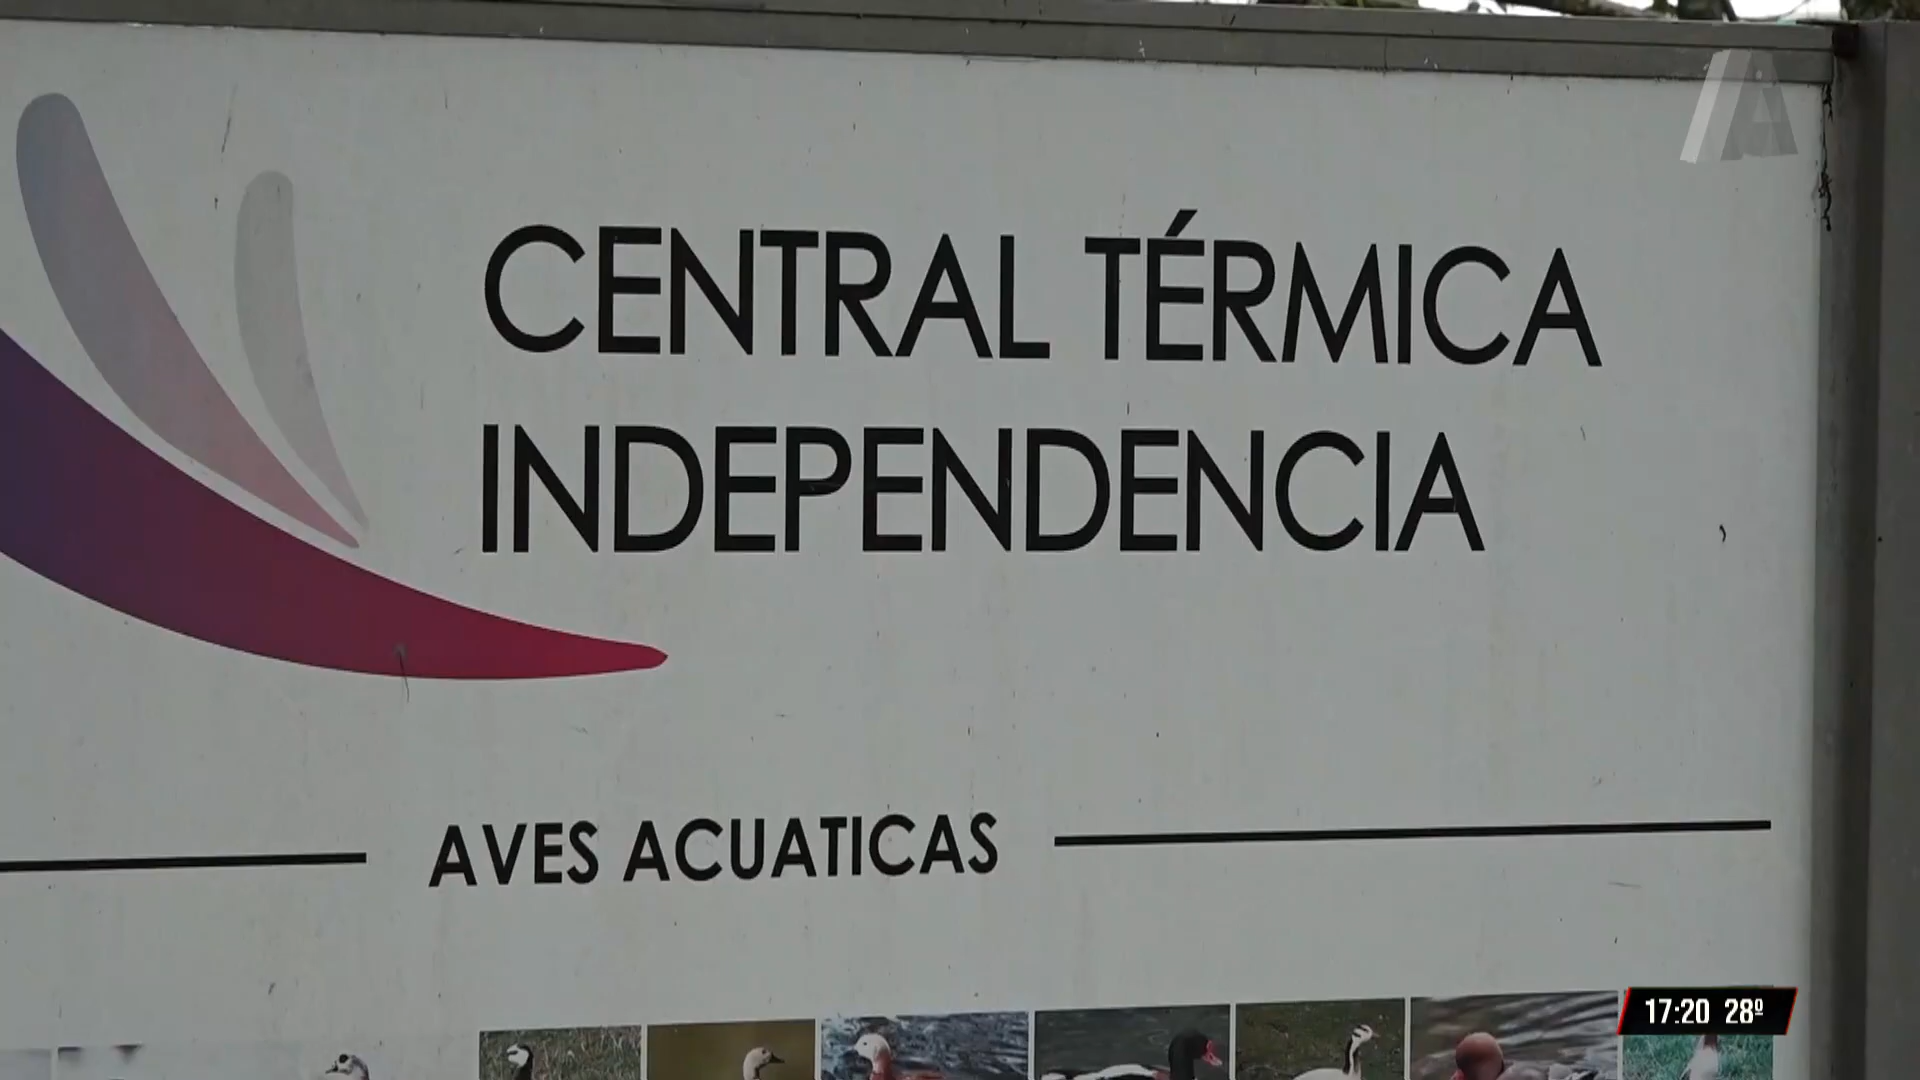 CENTRAL TÉRMICA
INDEPENDENCIA
AVES ACUATICAS
17:20 28º